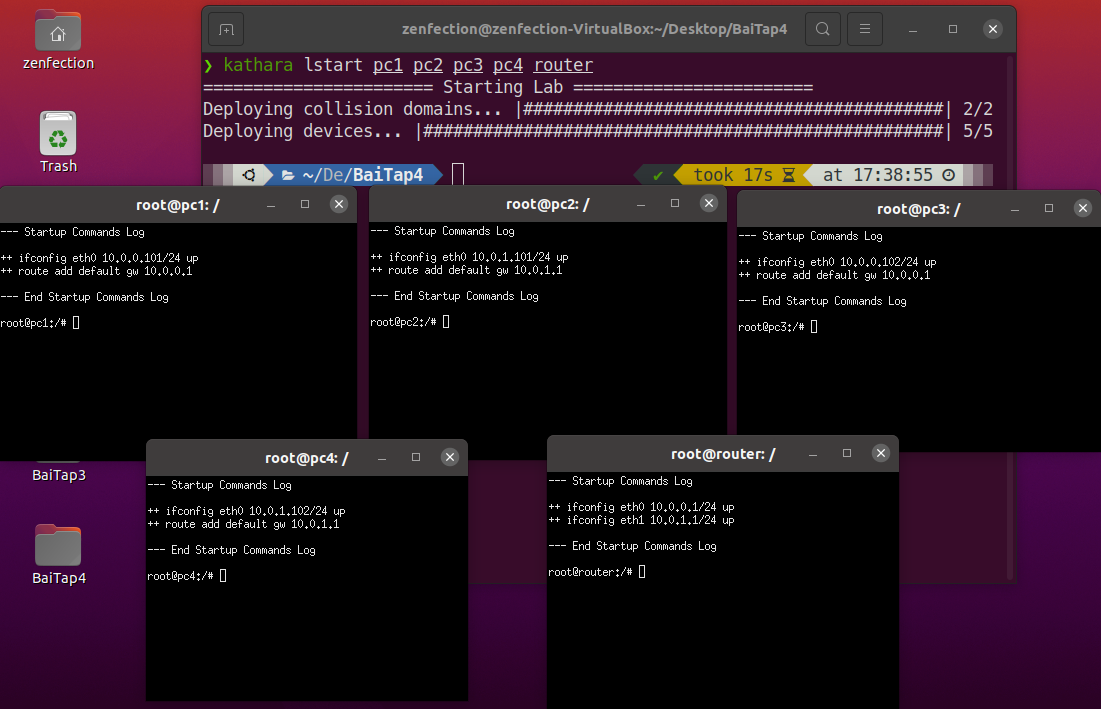 zenfection
Trash
BaiTap3
BaiTap4
zenfection@zenfection-VirtualBox:~/Desktop/BaiTap4
❯ kathara lstart pc1 pc2 pc3 pc4 router
======================= Starting Lab ========================
Deploying collision domains... |##########################################| 2/2
Deploying devices... |####################################################| 5/5
~/De/BaiTap4 ✔ took 17s at 17:38:55
root@pc1: /
--- Startup Commands Log
++ ifconfig eth0 10.0.0.101/24 up
++ route add default gw 10.0.0.1
--- End Startup Commands Log
root@pc1:/#
root@pc2: /
--- Startup Commands Log
++ ifconfig eth0 10.0.1.101/24 up
++ route add default gw 10.0.1.1
--- End Startup Commands Log
root@pc2:/#
root@pc3: /
--- Startup Commands Log
++ ifconfig eth0 10.0.0.102/24 up
++ route add default gw 10.0.0.1
--- End Startup Commands Log
root@pc3:/#
root@pc4: /
--- Startup Commands Log
++ ifconfig eth0 10.0.1.102/24 up
++ route add default gw 10.0.1.1
--- End Startup Commands Log
root@pc4:/#
root@router: /
--- Startup Commands Log
++ ifconfig eth0 10.0.0.1/24 up
++ ifconfig eth1 10.0.1.1/24 up
--- End Startup Commands Log
root@router:/#